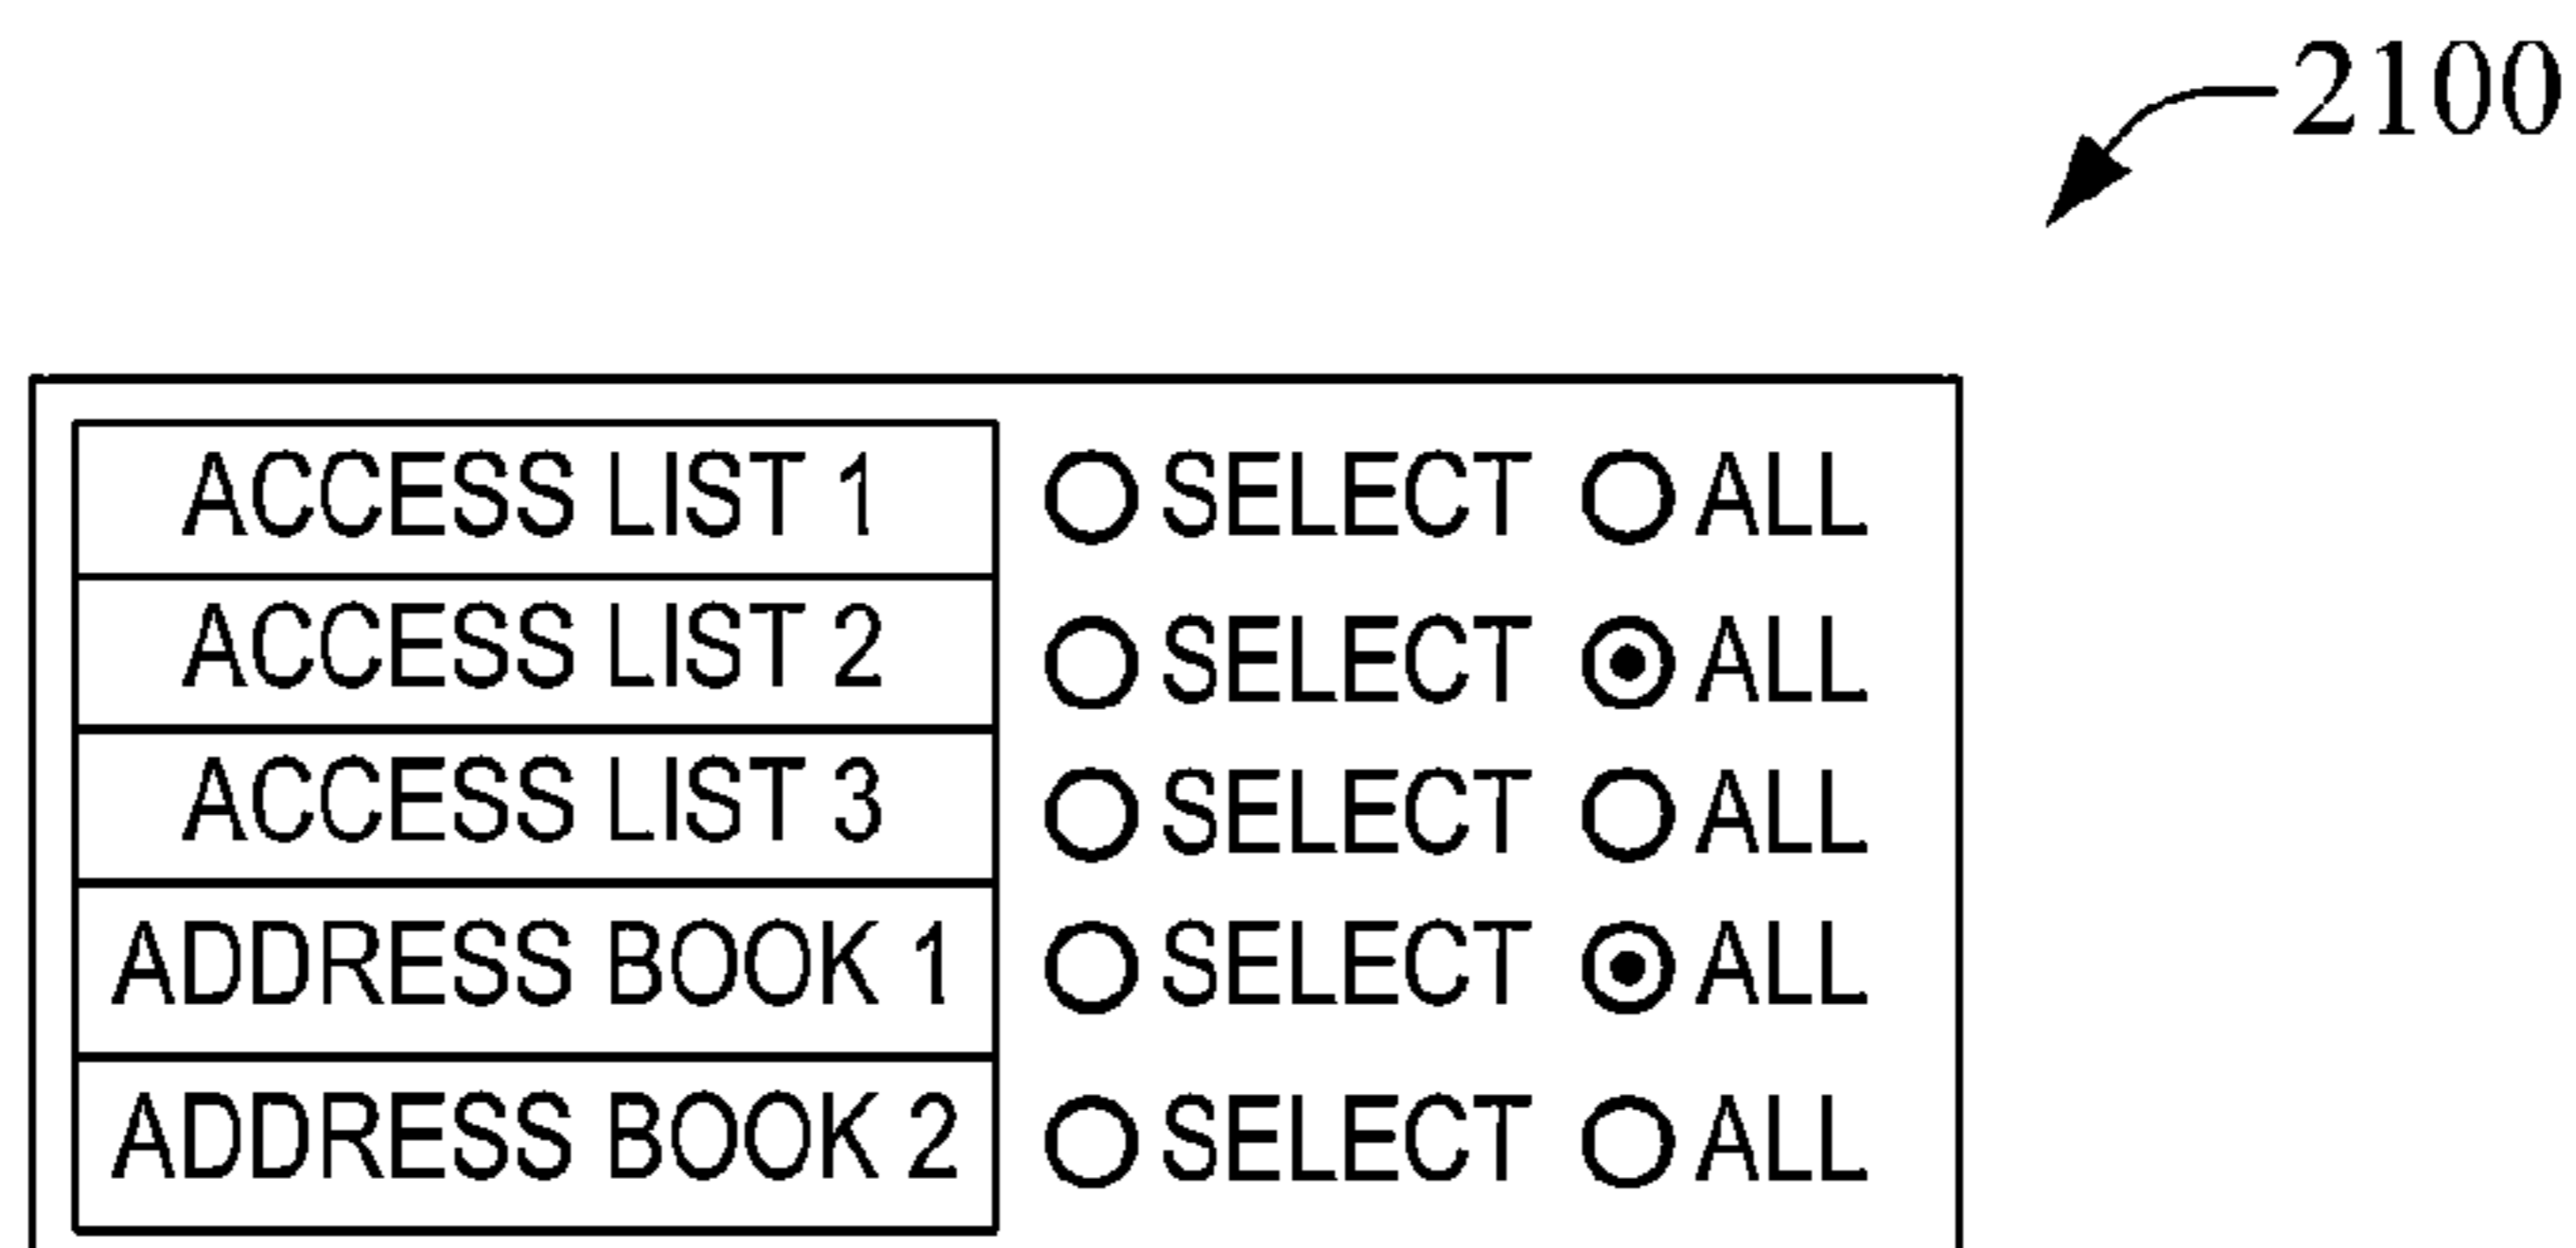 2100
ACCESS LIST 1 SELECT ALL
ACCESS LIST 2 SELECT ALL
ACCESS LIST 3 SELECT ALL
ADDRESS BOOK 1 SELECT ALL
ADDRESS BOOK 2 SELECT ALL